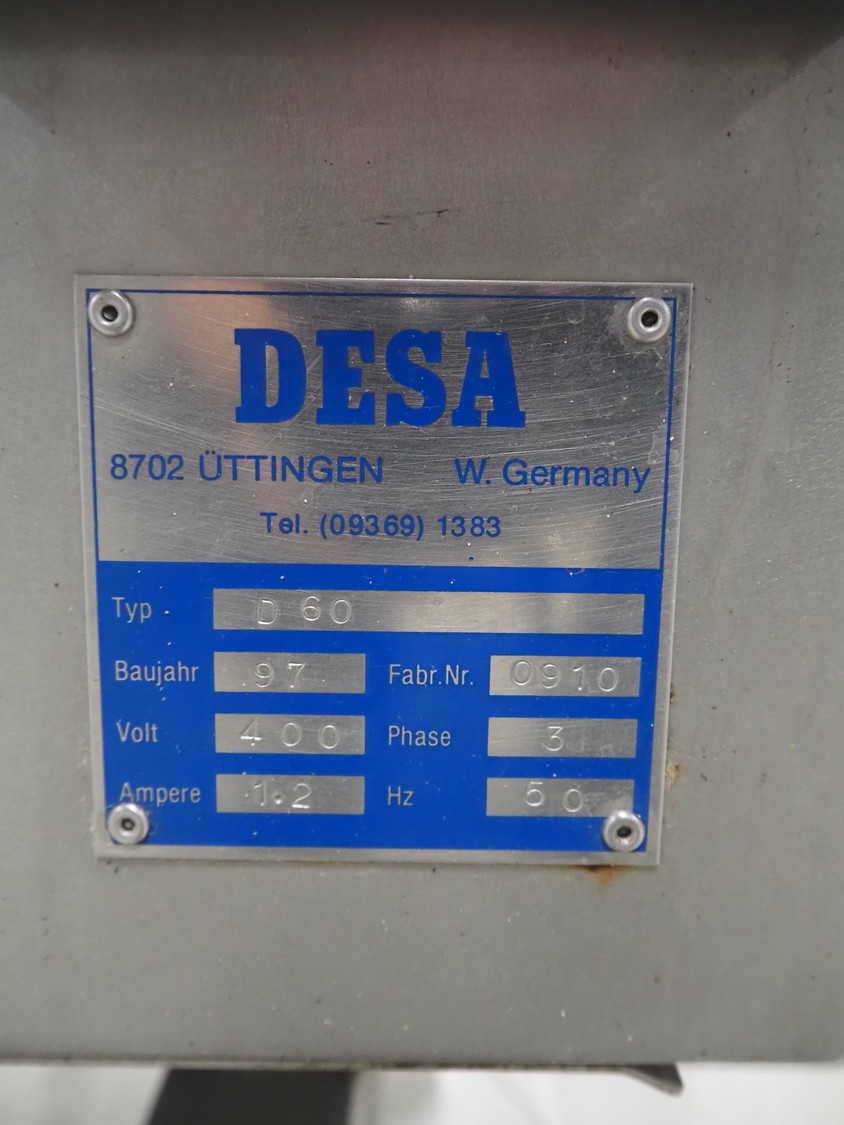 DESA
8702 ÜTTINGEN W. Germany
Tel. (09369) 1383
Typ D 60
Baujahr 97 Fabr.Nr. 0910
Volt 400 Phase 3
Ampere 1.2 Hz 50